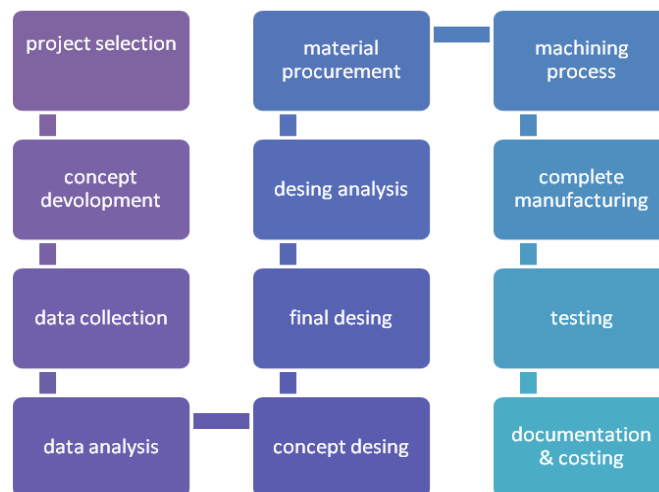 project selection
concept
devolopment
data collection
data analysis
concept desing
final desing
desing analysis
material
procurement
machining
process
complete
manufacturing
testing
documentation
& costing